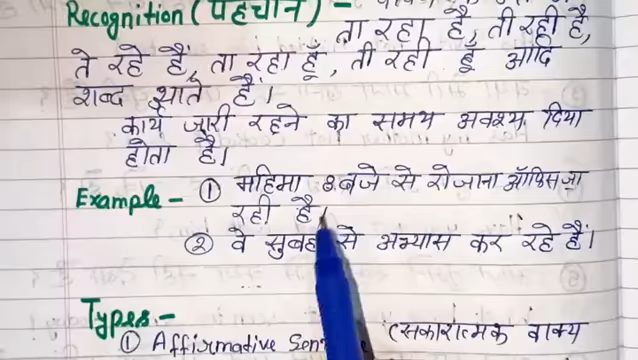 Recognition (पहचान) -
ता रहा है, ती रही है,
ते रहे हैं, ता रहा हूँ, ती रही हूँ आदि
शब्द आते हैं।
कार्य जारी रहने का समय अवश्य दिया
होता है।
Example - ① महिमा 8 बजे से रोजाना ऑफिस जा
रही है
② वे सुबह से अभ्यास कर रहे हैं।
Types -
① Affirmative (सकारात्मक वाक्य